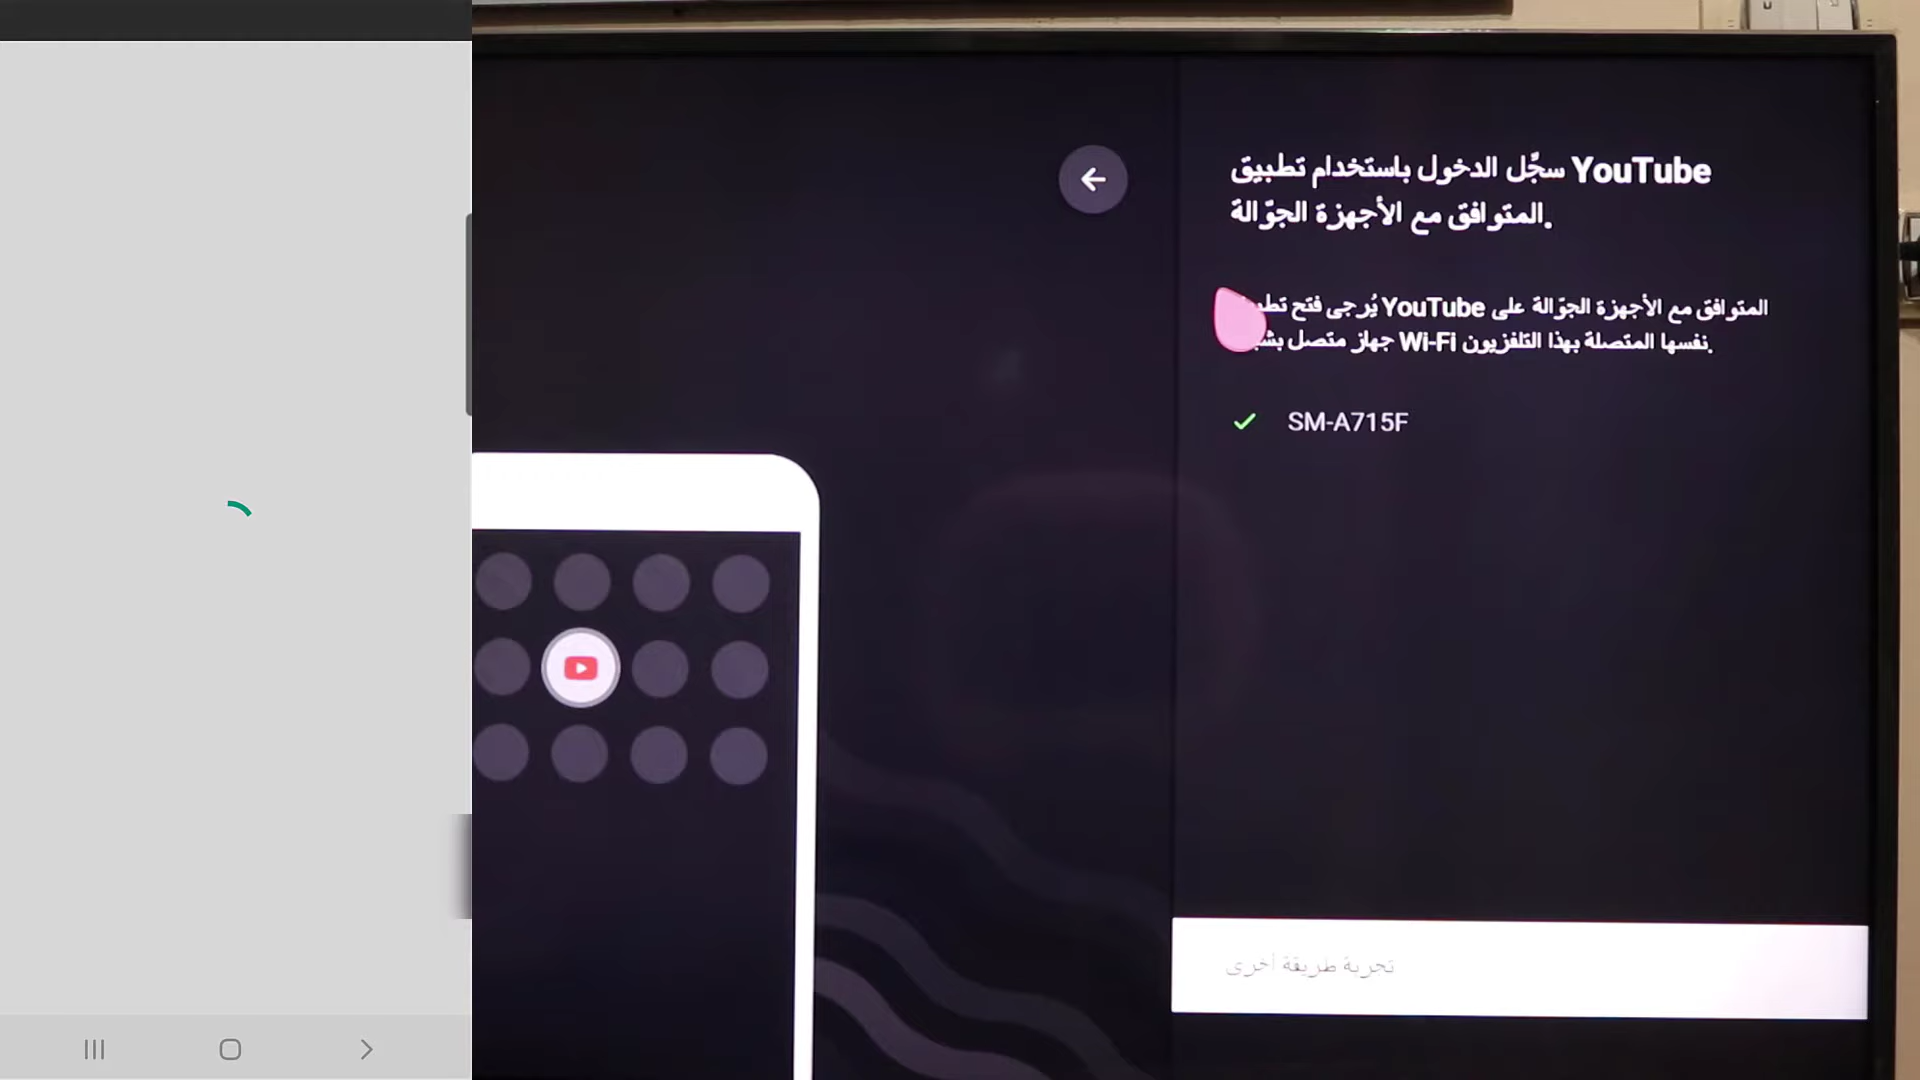 سجِّل الدخول باستخدام تطبيق YouTube
المتوافق مع الأجهزة الجوّالة.
يُرجى فتح YouTube المتوافق مع الأجهزة الجوّالة على
جهاز متصل Wi-Fi نفسها المتصلة بهذا التلفزيون.
SM-A715F
تجربة طريقة أخرى